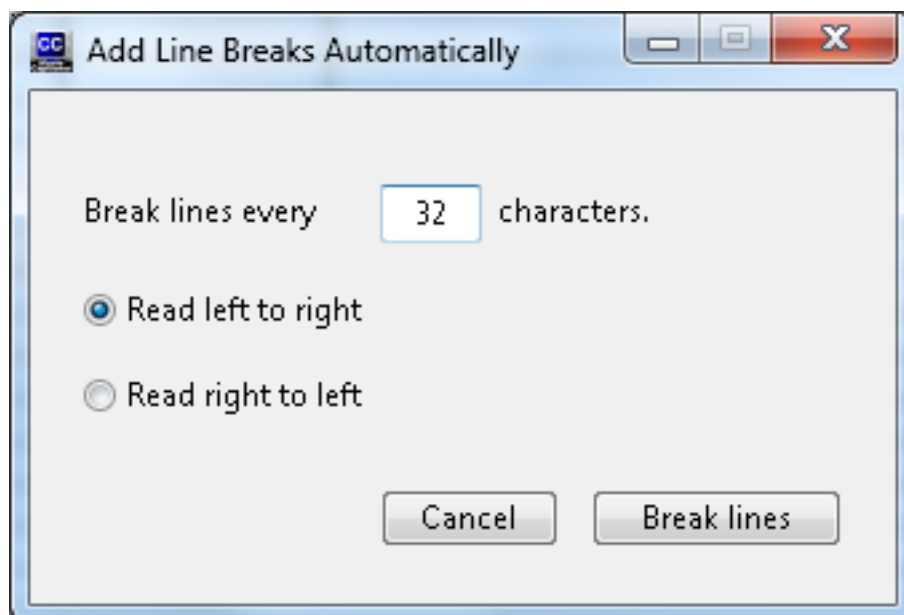 CC Add Line Breaks Automatically
Break lines every 32 characters.
Read left to right
Read right to left
Cancel Break lines